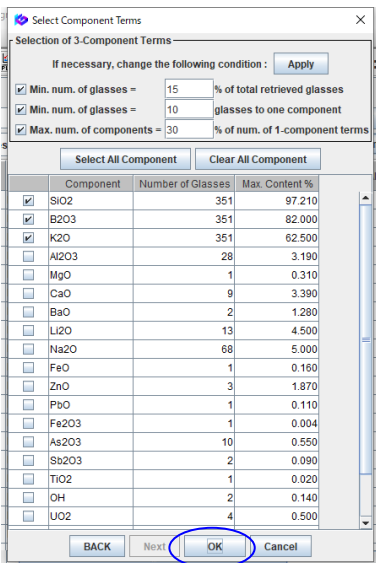 Select Component Terms
Selection of 3-Component Terms
If necessary, change the following condition : Apply
Min. num. of glasses = 15 % of total retrieved glasses
Min. num. of glasses = 10 glasses to one component
Max. num. of components = 30 % of num. of 1-component terms
Select All Component Clear All Component
Component Number of Glasses Max. Content %
SiO2 351 97.210
B2O3 351 82.000
K2O 351 62.500
Al2O3 28 3.190
MgO 1 0.310
CaO 9 3.390
BaO 2 1.280
Li2O 13 4.500
Na2O 68 5.000
FeO 1 0.160
ZnO 3 1.870
PbO 1 0.110
Fe2O3 1 0.004
As2O3 10 0.550
Sb2O3 2 0.090
TiO2 1 0.020
OH 2 0.140
UO2 4 0.500
BACK Next OK Cancel